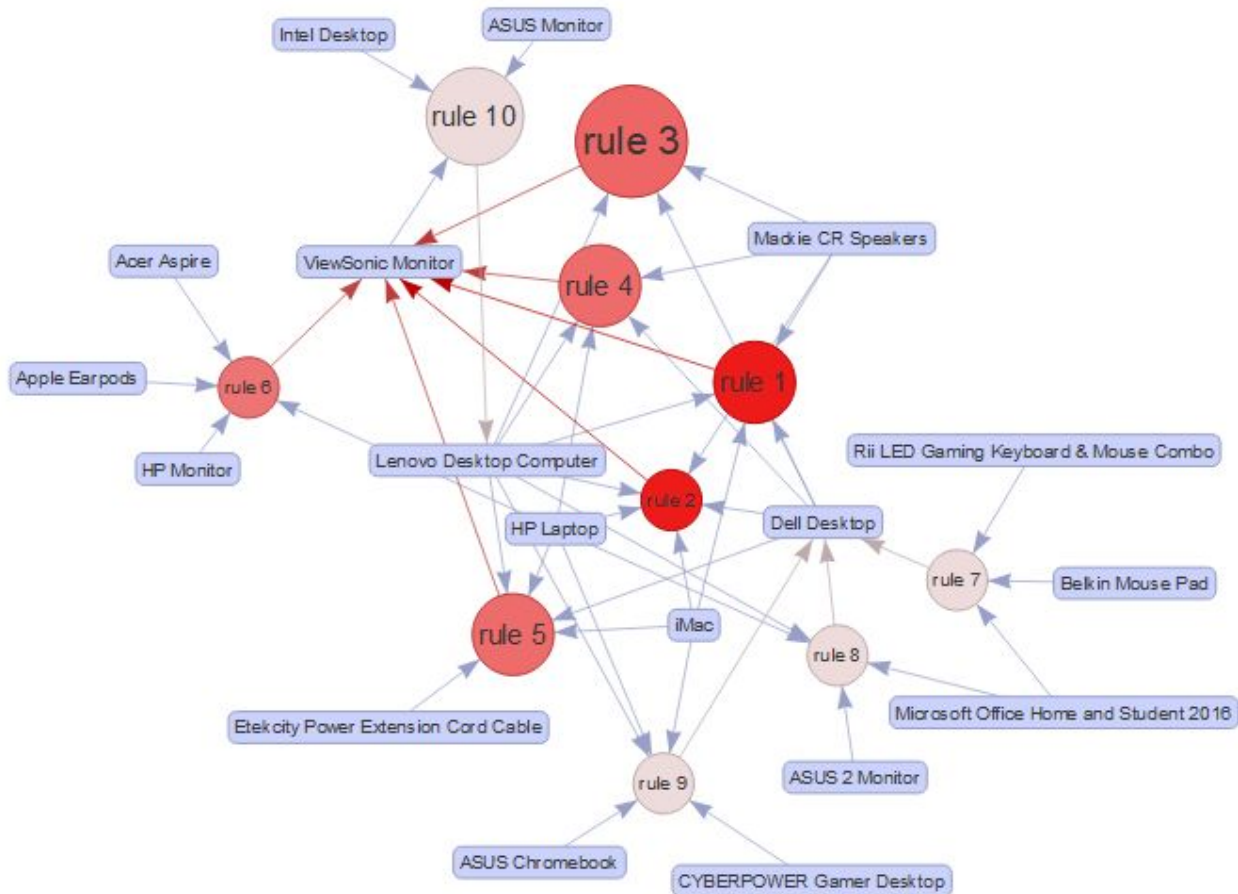 ASUS Monitor
Intel Desktop
rule 10
rule 3
Mackie CR Speakers
Acer Aspire
ViewSonic Monitor
rule 4
Apple Earpods
rule 6
rule 1
HP Monitor
Lenovo Desktop Computer
Rii LED Gaming Keyboard & Mouse Combo
rule 2
HP Laptop
Dell Desktop
rule 7
Belkin Mouse Pad
iMac
rule 5
rule 8
Etekcity Power Extension Cord Cable
Microsoft Office Home and Student 2016
ASUS 2 Monitor
rule 9
ASUS Chromebook
CYBERPOWER Gamer Desktop